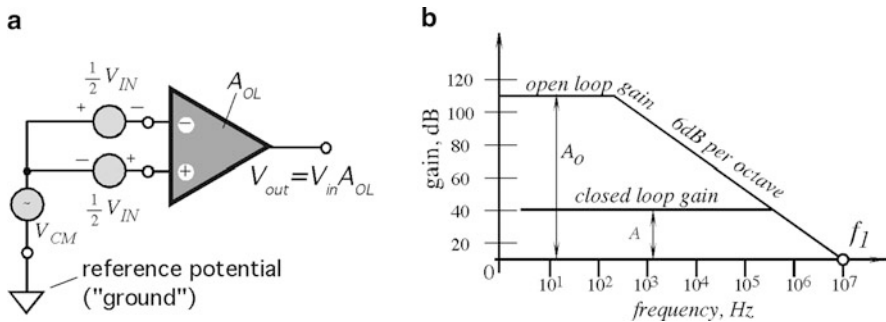 a
½ V_IN
A_OL
+
−
−
−
+
+
V_out=V_in A_OL
½ V_IN
~
V_CM
reference potential
("ground")
b
gain, dB
120
100
80
60
40
20
0
open loop gain
6dB per octave
A_o
closed loop gain
A
f_1
10^1
10^2
10^3
10^4
10^5
10^6
10^7
frequency, Hz